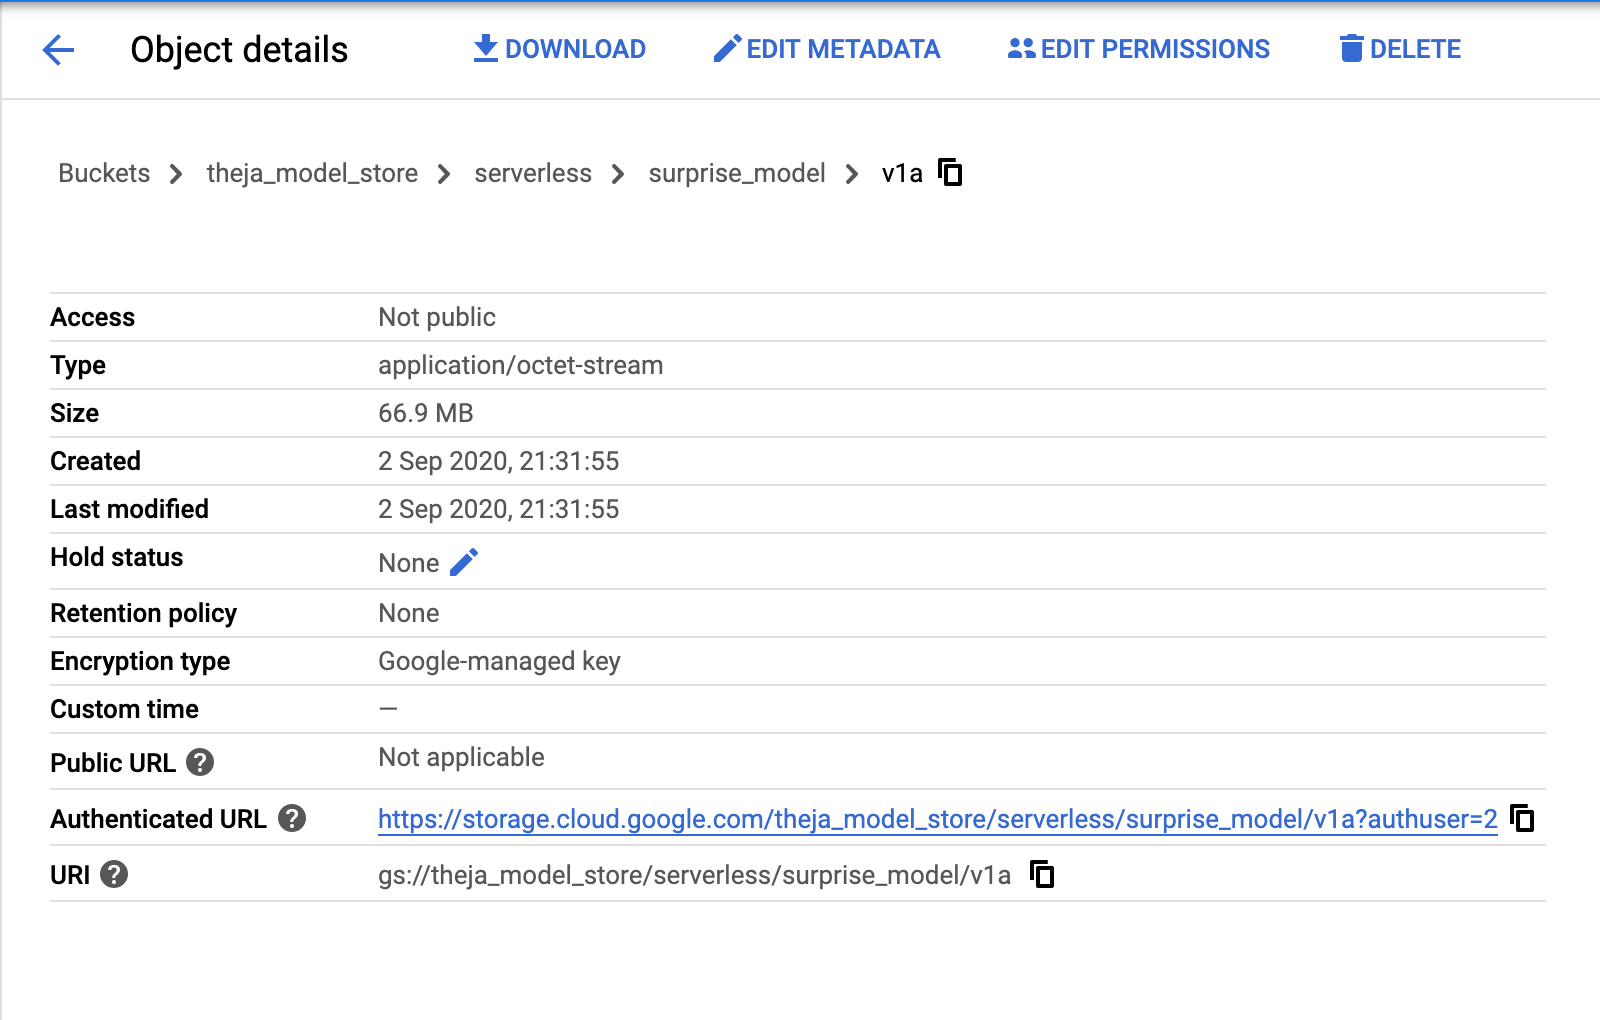 Object details DOWNLOAD EDIT METADATA EDIT PERMISSIONS DELETE
Buckets theja_model_store serverless surprise_model v1a
Access Not public
Type application/octet-stream
Size 66.9 MB
Created 2 Sep 2020, 21:31:55
Last modified 2 Sep 2020, 21:31:55
Hold status None
Retention policy None
Encryption type Google-managed key
Custom time —
Public URL ? Not applicable
Authenticated URL ? https://storage.cloud.google.com/theja_model_store/serverless/surprise_model/v1a?authuser=2
URI ? gs://theja_model_store/serverless/surprise_model/v1a